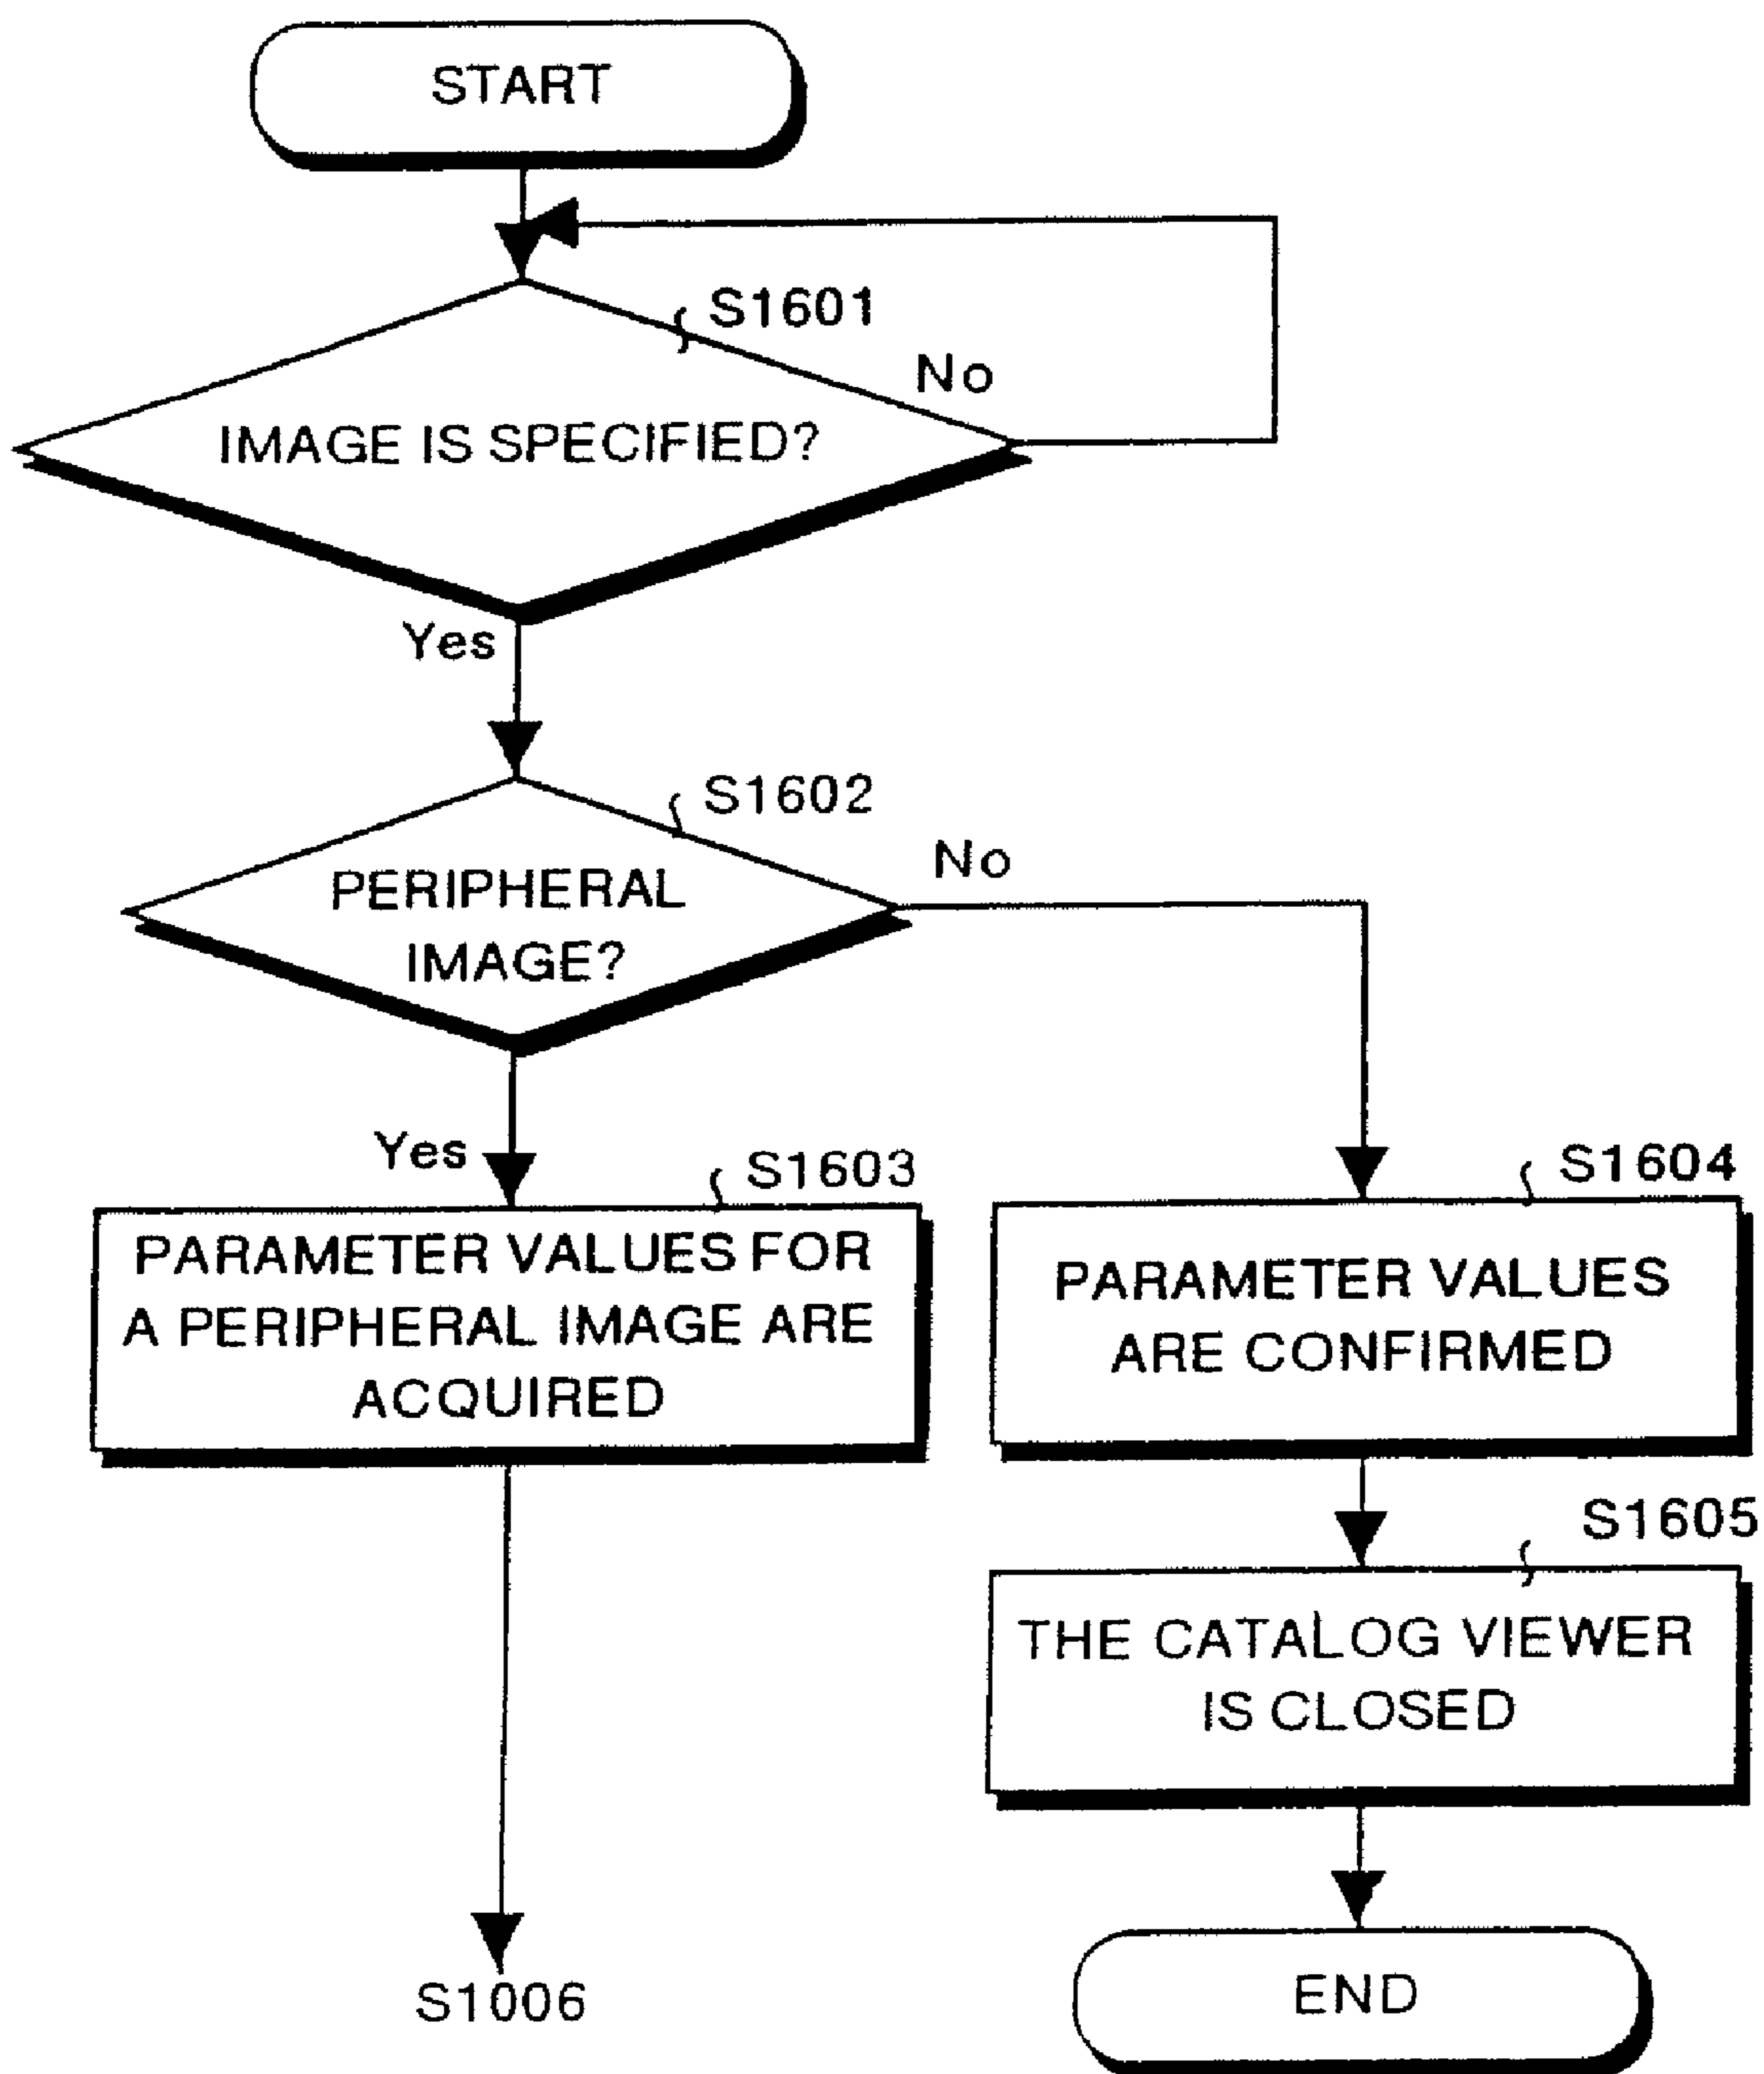 START
S1601
No
IMAGE IS SPECIFIED?
Yes
S1602
No
PERIPHERAL
IMAGE?
Yes
S1603
S1604
PARAMETER VALUES FOR
A PERIPHERAL IMAGE ARE
ACQUIRED
PARAMETER VALUES
ARE CONFIRMED
S1605
THE CATALOG VIEWER
IS CLOSED
S1006
END